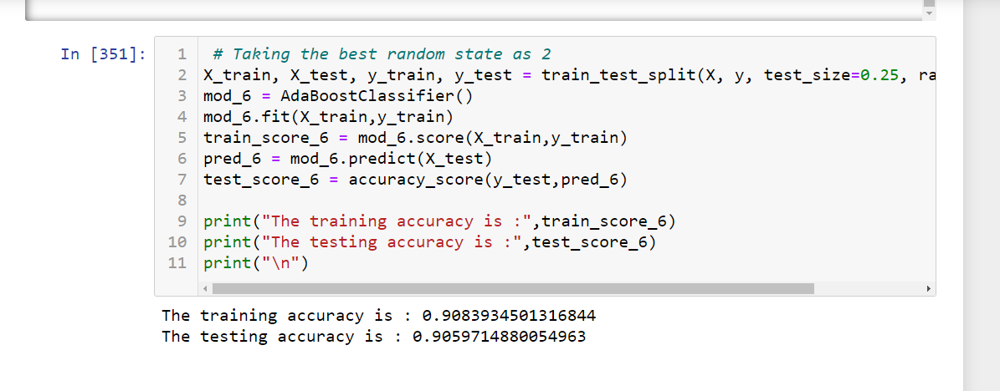 In [351]:
1 # Taking the best random state as 2
2 X_train, X_test, y_train, y_test = train_test_split(X, y, test_size=0.25, ra
3 mod_6 = AdaBoostClassifier()
4 mod_6.fit(X_train,y_train)
5 train_score_6 = mod_6.score(X_train,y_train)
6 pred_6 = mod_6.predict(X_test)
7 test_score_6 = accuracy_score(y_test,pred_6)
8
9 print("The training accuracy is :",train_score_6)
10 print("The testing accuracy is :",test_score_6)
11 print("\n")
The training accuracy is : 0.9083934501316844
The testing accuracy is : 0.9059714880054963